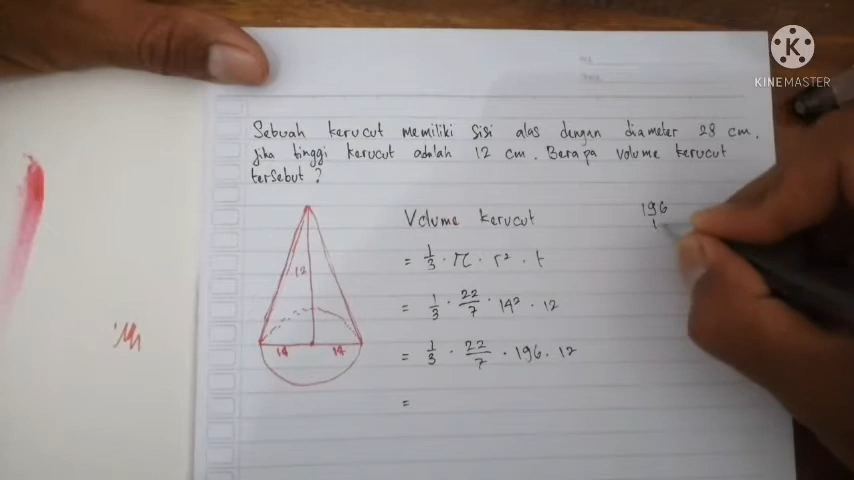 KINEMASTER
Sebuah kerucut memiliki sisi alas dengan diameter 28 cm.
Jika tinggi kerucut adalah 12 cm. Berapa volume kerucut
tersebut ?
Volume kerucut
196
1
= 1/3 · π · r² · t
= 1/3 · 22/7 · 14² · 12
= 1/3 · 22/7 · 196 · 12
=
12
14 14